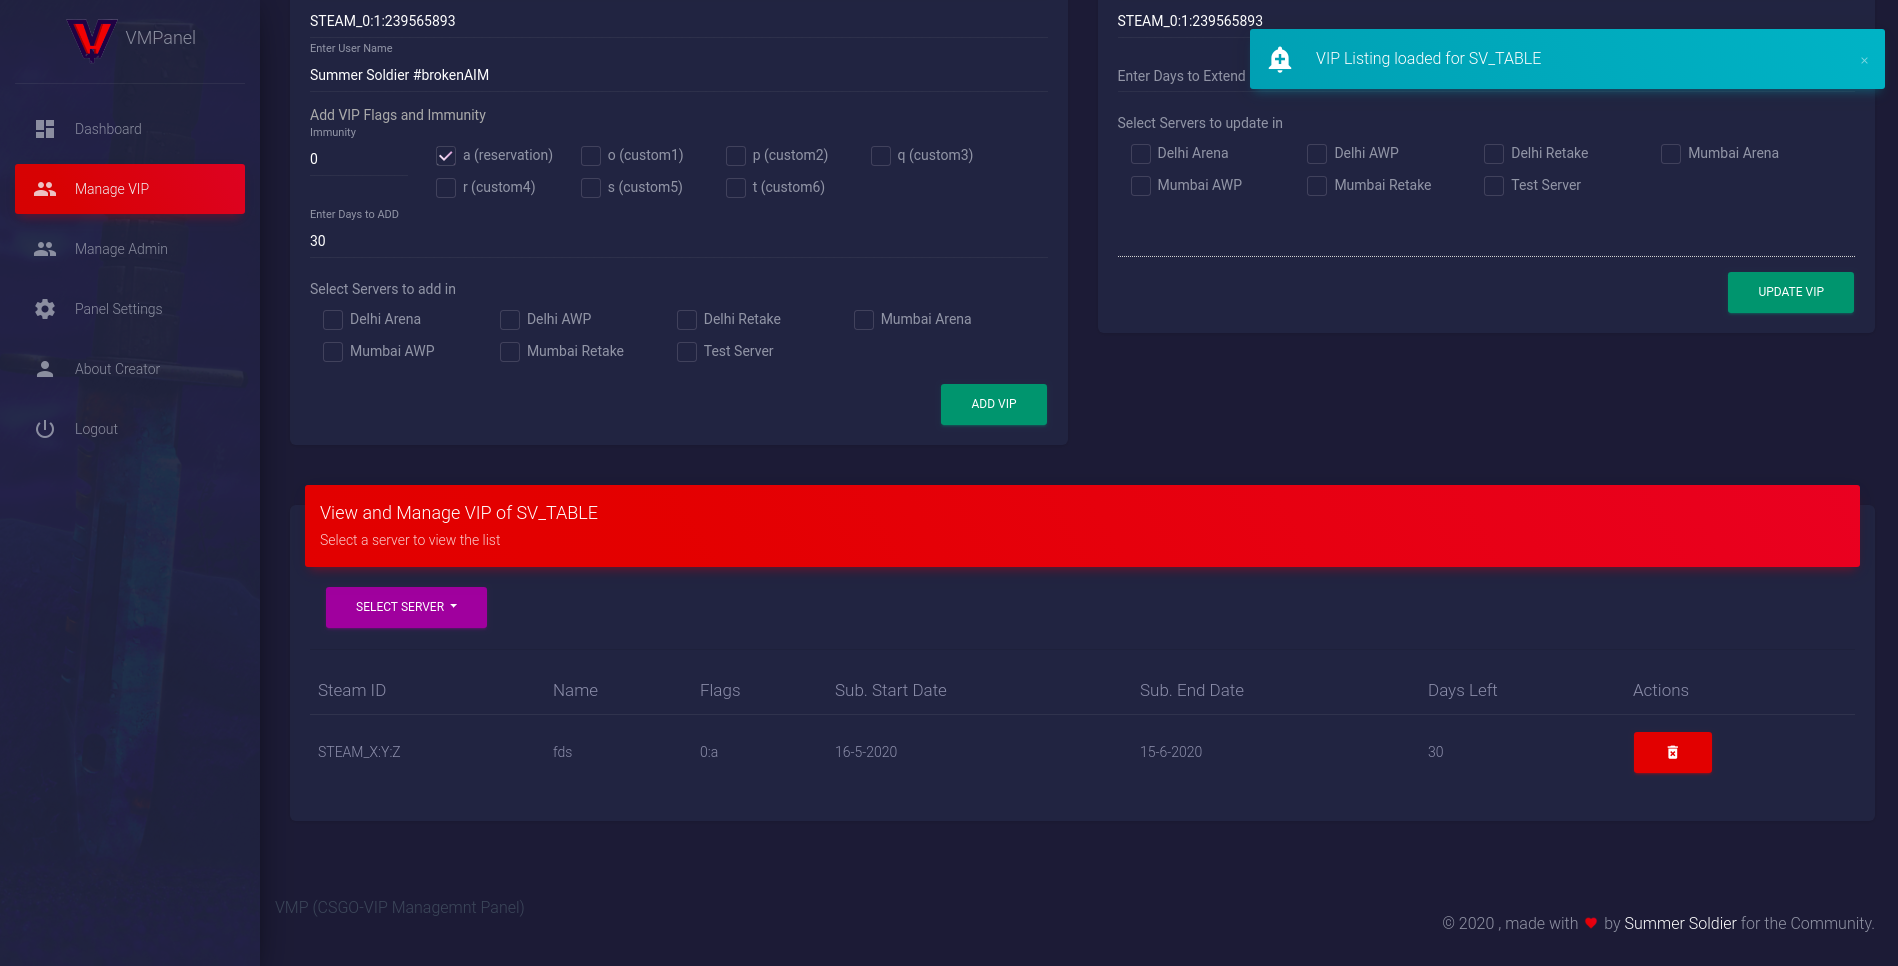 VMPanel
Dashboard
Manage VIP
Manage Admin
Panel Settings
About Creator
Logout
STEAM_0:1:239565893
Enter User Name
Summer Soldier #brokenAIM
Add VIP Flags and Immunity
Immunity
0
a (reservation) o (custom1) p (custom2) q (custom3)
r (custom4) s (custom5) t (custom6)
Enter Days to ADD
30
Select Servers to add in
Delhi Arena Delhi AWP Delhi Retake Mumbai Arena
Mumbai AWP Mumbai Retake Test Server
ADD VIP
STEAM_0:1:239565893
VIP Listing loaded for SV_TABLE ×
Enter Days to Extend
Select Servers to update in
Delhi Arena Delhi AWP Delhi Retake Mumbai Arena
Mumbai AWP Mumbai Retake Test Server
UPDATE VIP
View and Manage VIP of SV_TABLE
Select a server to view the list
SELECT SERVER
Steam ID Name Flags Sub. Start Date Sub. End Date Days Left Actions
STEAM_X:Y:Z fds 0:a 16-5-2020 15-6-2020 30
VMP (CSGO-VIP Managemnt Panel)
© 2020 , made with ♥ by Summer Soldier for the Community.